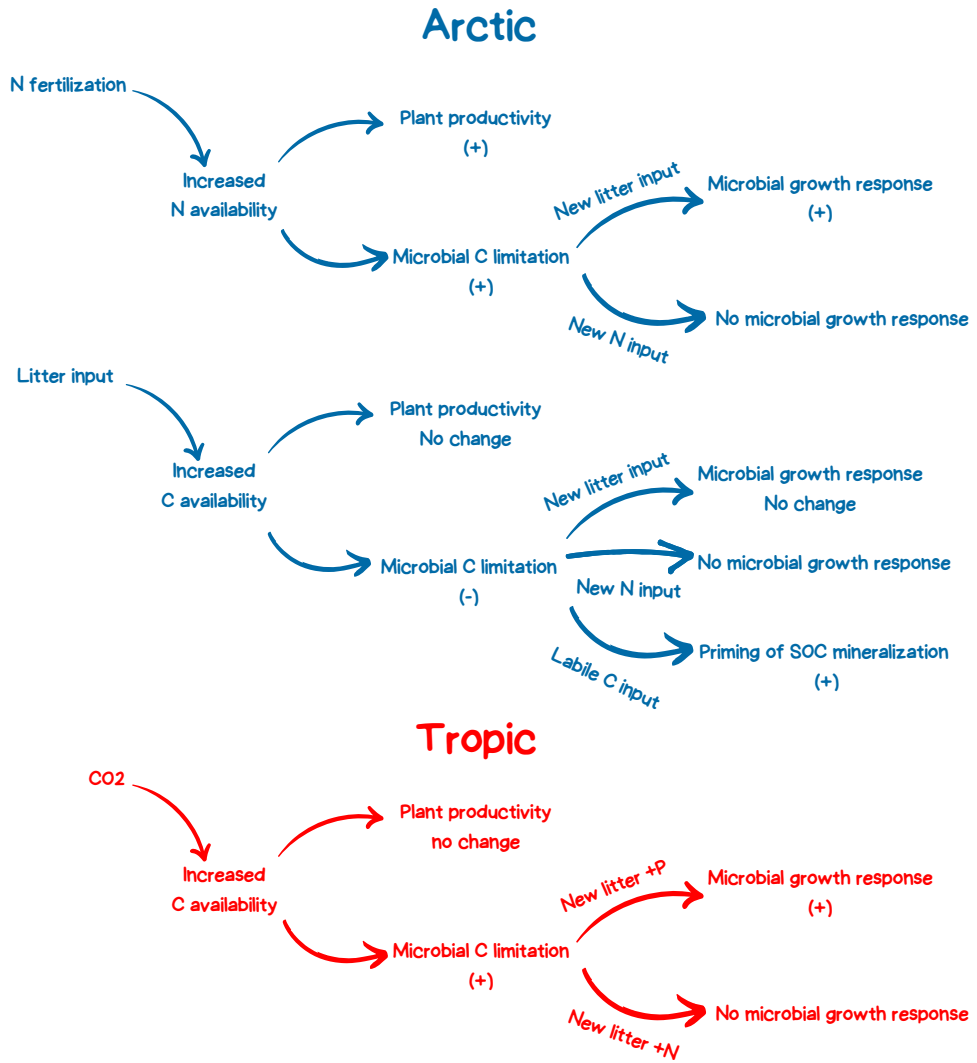 Arctic
N fertilization
Plant productivity
(+)
Increased
N availability
New litter input
Microbial growth response
(+)
Microbial C limitation
(+)
New N input
No microbial growth response
Litter input
Plant productivity
No change
Increased
C availability
New litter input
Microbial growth response
No change
Microbial C limitation
(-)
No microbial growth response
New N input
Labile C input
Priming of SOC mineralization
(+)
Tropic
CO2
Plant productivity
no change
Increased
C availability
New litter +P
Microbial growth response
(+)
Microbial C limitation
(+)
New litter +N
No microbial growth response